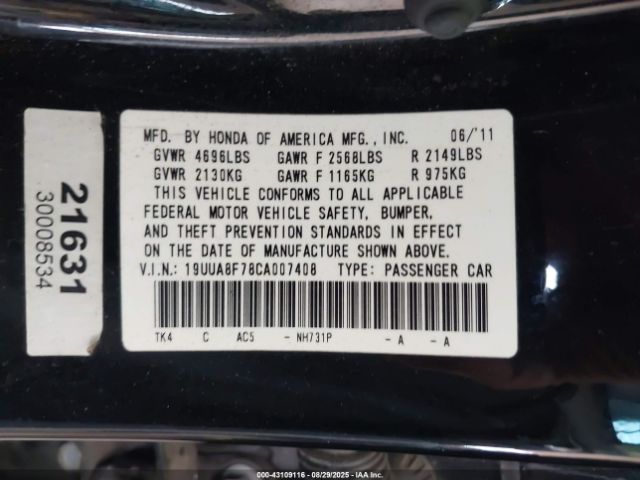 MFD. BY HONDA OF AMERICA MFG., INC. 06/'11
GVWR 4696LBS GAWR F 2568LBS R 2149LBS
GVWR 2130KG GAWR F 1165KG R 975KG
THIS VEHICLE CONFORMS TO ALL APPLICABLE
FEDERAL MOTOR VEHICLE SAFETY, BUMPER,
AND THEFT PREVENTION STANDARDS IN EFFECT
ON THE DATE OF MANUFACTURE SHOWN ABOVE.
V.I.N.: 19UUA8F78CA007408 TYPE: PASSENGER CAR
TK4 C AC5 - NH731P - A - A
21631
30008534
000-43109116 - 08/29/2025 - IAA Inc.